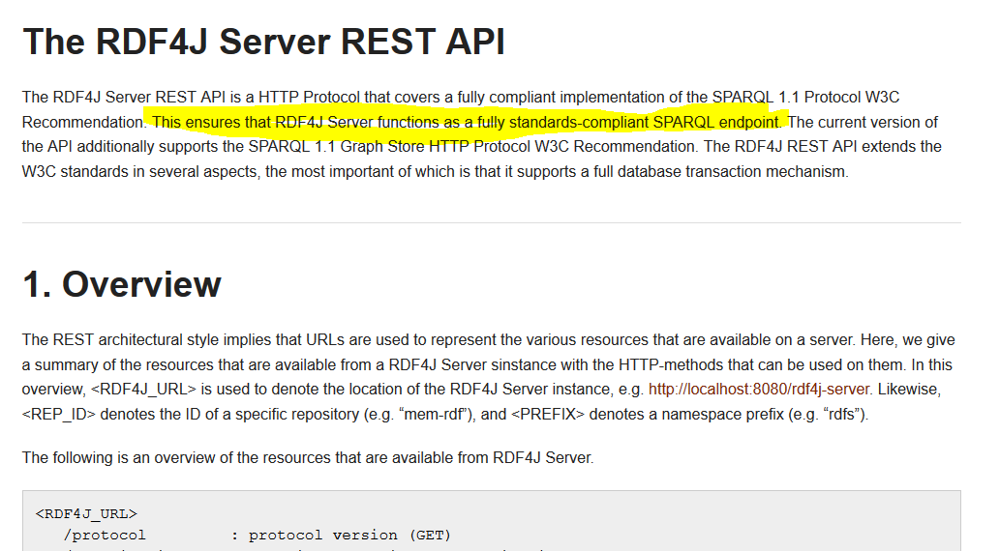 The RDF4J Server REST API
The RDF4J Server REST API is a HTTP Protocol that covers a fully compliant implementation of the SPARQL 1.1 Protocol W3C
Recommendation. This ensures that RDF4J Server functions as a fully standards-compliant SPARQL endpoint. The current version of
the API additionally supports the SPARQL 1.1 Graph Store HTTP Protocol W3C Recommendation. The RDF4J REST API extends the
W3C standards in several aspects, the most important of which is that it supports a full database transaction mechanism.
1. Overview
The REST architectural style implies that URLs are used to represent the various resources that are available on a server. Here, we give
a summary of the resources that are available from a RDF4J Server sinstance with the HTTP-methods that can be used on them. In this
overview, <RDF4J_URL> is used to denote the location of the RDF4J Server instance, e.g. http://localhost:8080/rdf4j-server. Likewise,
<REP_ID> denotes the ID of a specific repository (e.g. “mem-rdf”), and <PREFIX> denotes a namespace prefix (e.g. “rdfs”).
The following is an overview of the resources that are available from RDF4J Server.
<RDF4J_URL>
/protocol : protocol version (GET)